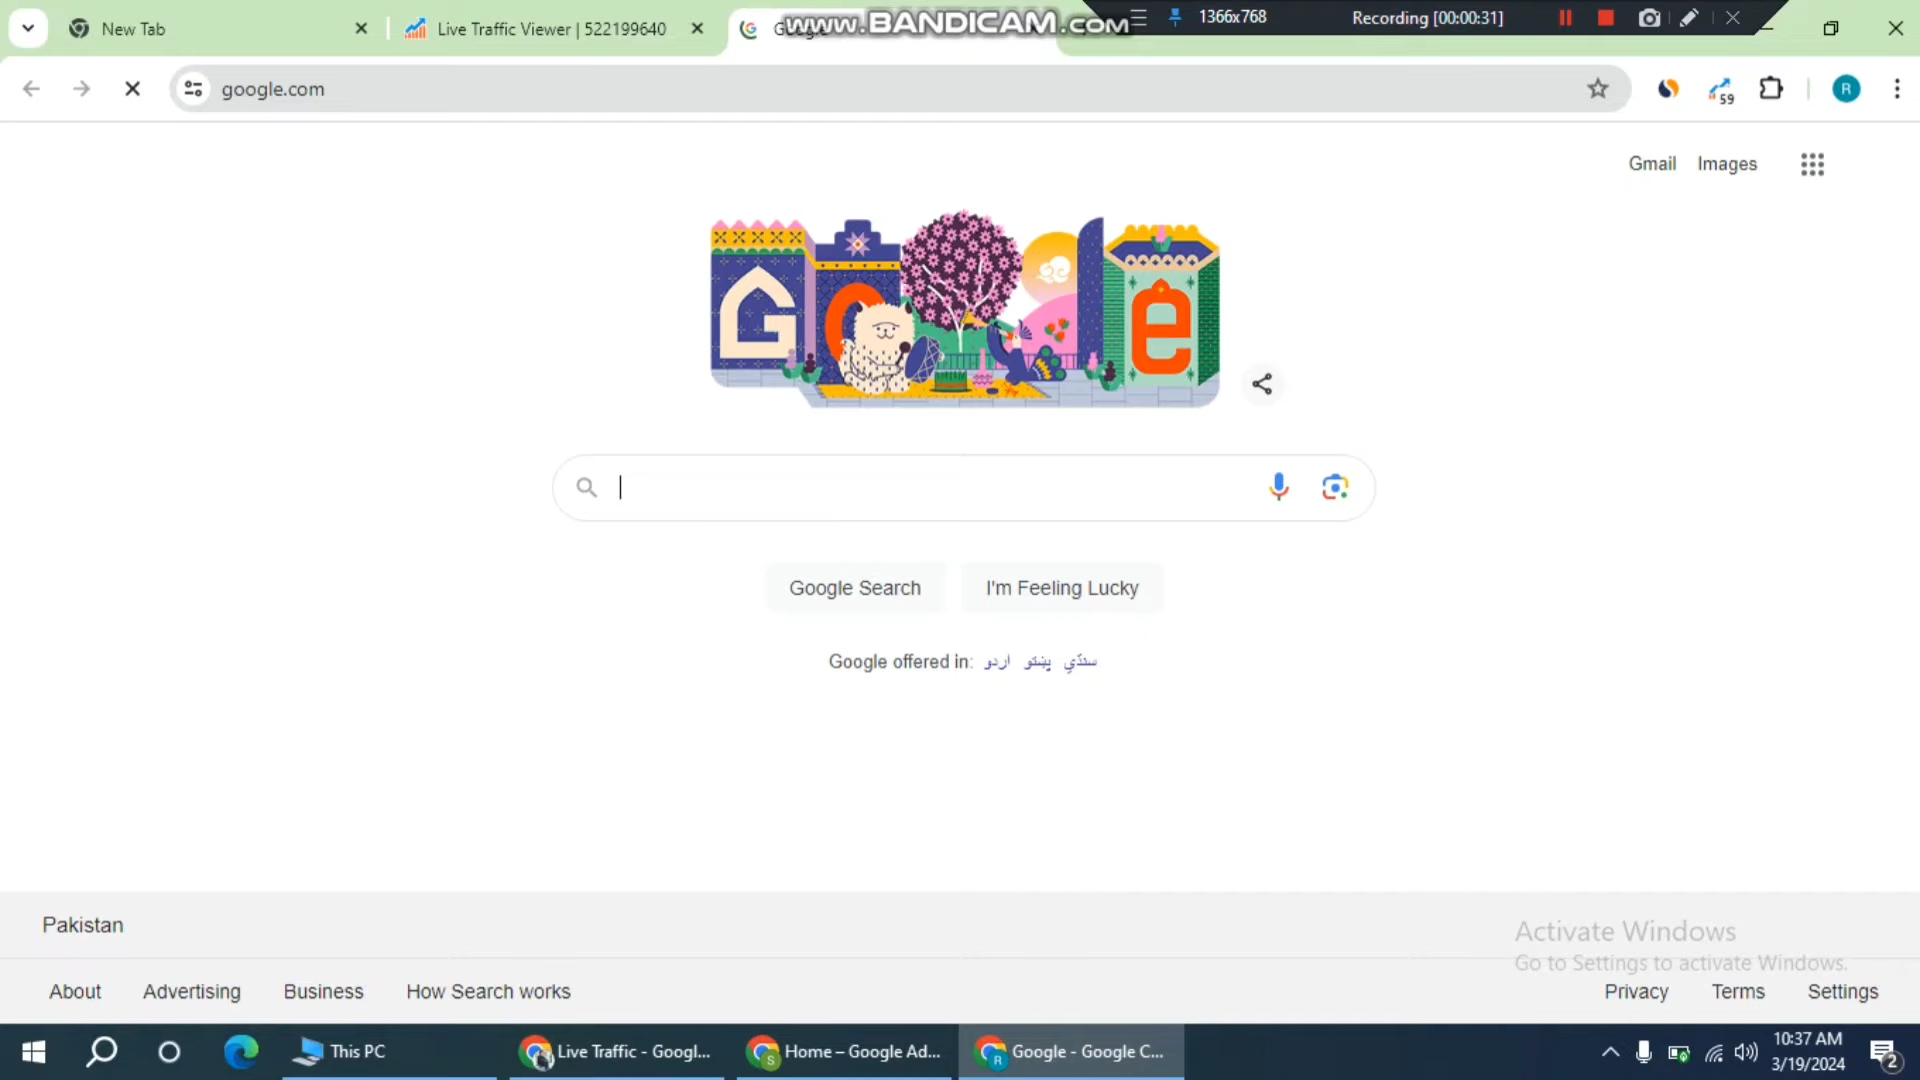 New Tab
Live Traffic Viewer | 522199640
www.BANDICAM.com
1366x768
Recording [00:00:31]
google.com
59
R
Gmail
Images
G
e
Google Search
I'm Feeling Lucky
Google offered in: اردو پښتو سنڌي
Pakistan
Activate Windows
Go to Settings to activate Windows.
About
Advertising
Business
How Search works
Privacy
Terms
Settings
This PC
Live Traffic - Googl...
S
Home – Google Ad...
R
Google - Google C...
10:37 AM
3/19/2024
2